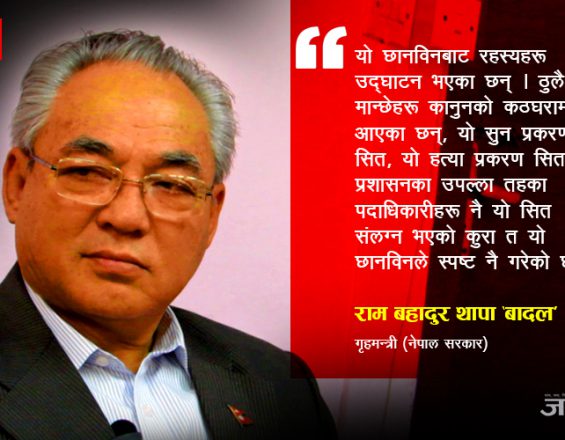 यो छानविनबाट रहस्यहरू
उद्घाटन भएका छन् । ठुलै
मान्छेहरू कानुनको कठघराम
आएका छन्, यो सुन प्रकरण
सित, यो हत्या प्रकरण सित
प्रशासनका उपल्ला तहका
पदाधिकारीहरू नै यो सित
संलग्न भएको कुरा त यो
छानविनले स्पष्ट नै गरेको
राम बहादुर थापा 'बादल'
गृहमन्त्री (नेपाल सरकार)